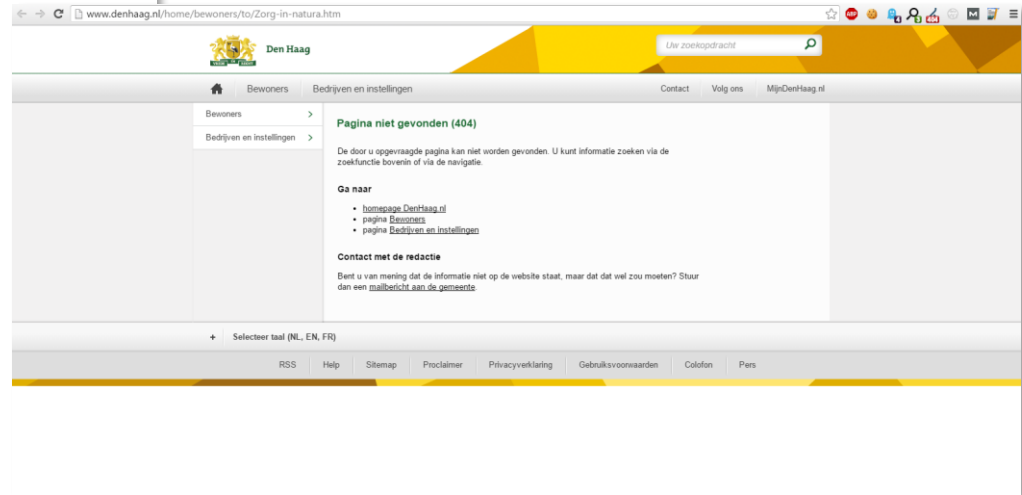 www.denhaag.nl/home/bewoners/to/Zorg-in-natura.htm
Den Haag
Uw zoekopdracht
Bewoners
Bedrijven en instellingen
Contact
Volg ons
MijnDenHaag.nl
Bewoners
Bedrijven en instellingen
Pagina niet gevonden (404)
De door u opgevraagde pagina kan niet worden gevonden. U kunt informatie zoeken via de
zoekfunctie bovenin of via de navigatie.
Ga naar
homepage DenHaag.nl
pagina Bewoners
pagina Bedrijven en instellingen
Contact met de redactie
Bent u van mening dat de informatie niet op de website staat, maar dat dat wel zou moeten? Stuur
dan een mailbericht aan de gemeente.
+ Selecteer taal (NL, EN, FR)
RSS
Help
Sitemap
Proclaimer
Privacyverklaring
Gebruiksvoorwaarden
Colofon
Pers